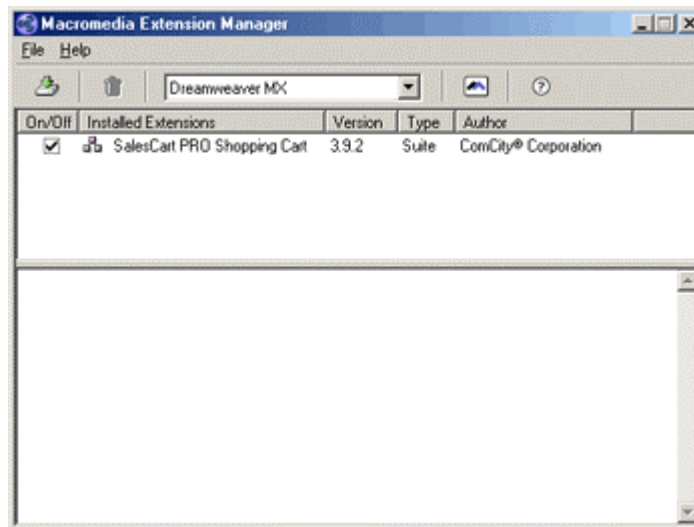 Macromedia Extension Manager
File Help
Dreamweaver MX
On/Off Installed Extensions Version Type Author
SalesCart PRO Shopping Cart 3.9.2 Suite ComCity® Corporation